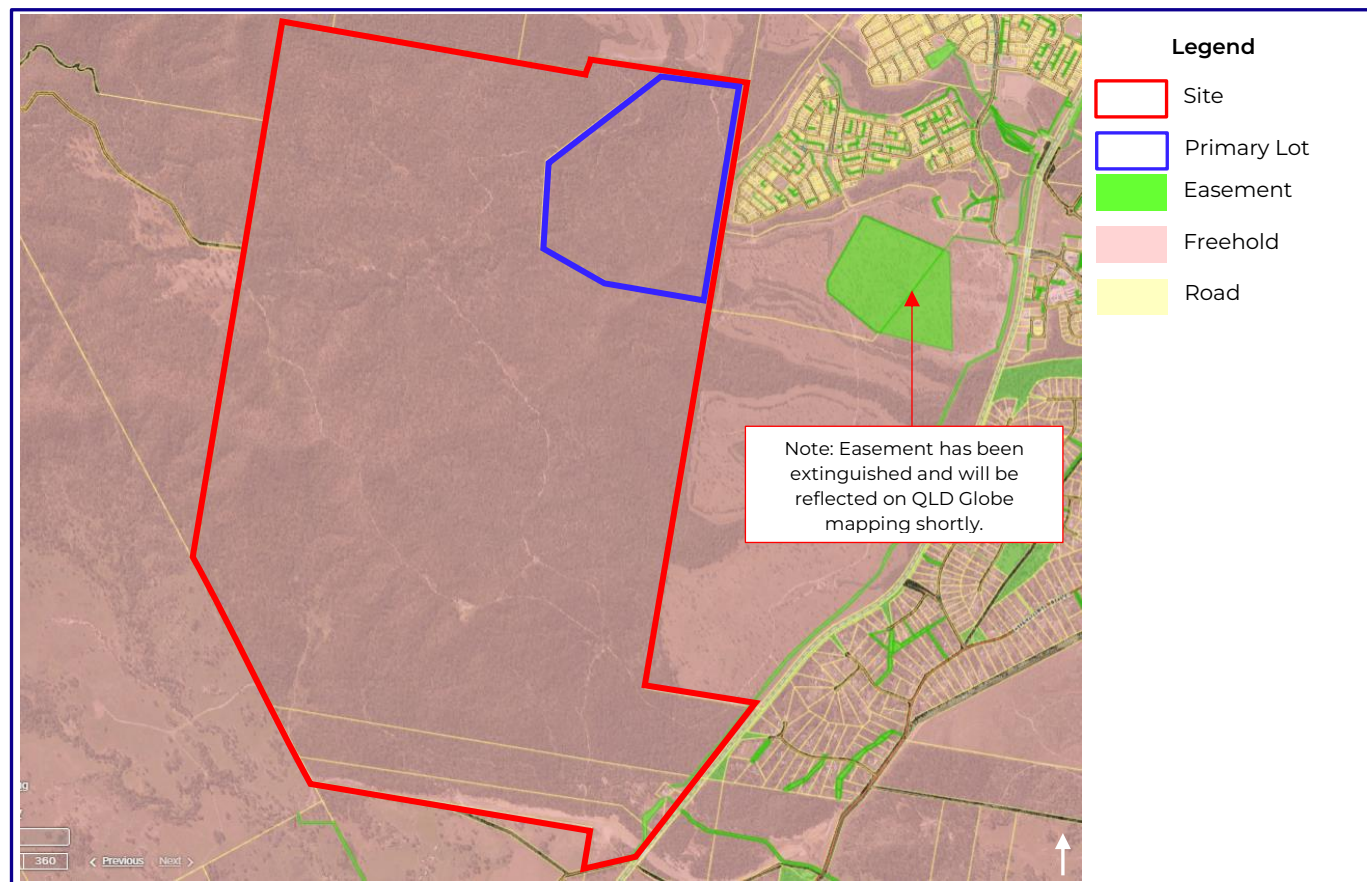 Legend
Site
Primary Lot
Easement
Freehold
Road
Note: Easement has been
extinguished and will be
reflected on QLD Globe
mapping shortly.
360 < Previous Next >